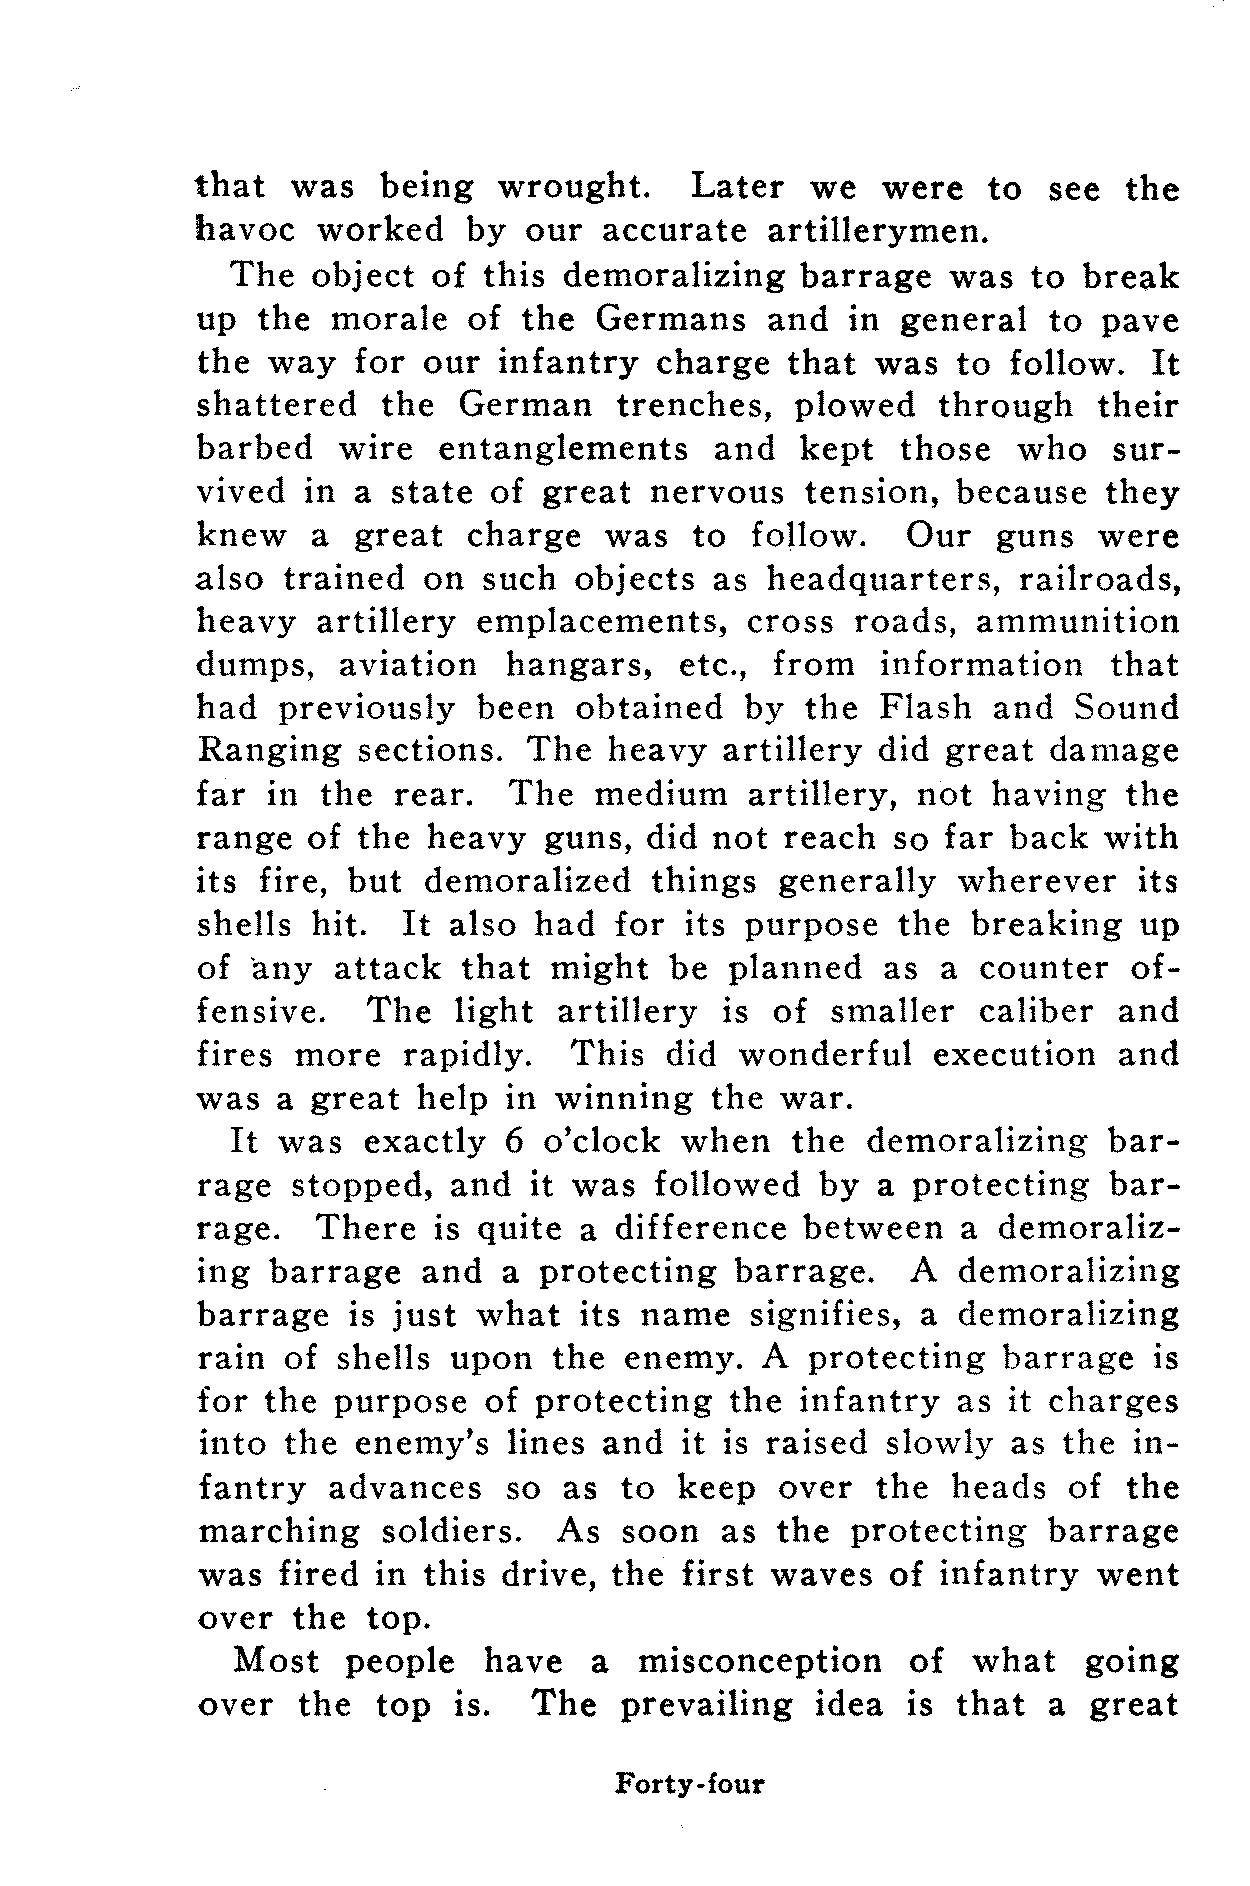 that was being wrought. Later we were to see the
havoc worked by our accurate artillerymen.
The object of this demoralizing barrage was to break
up the morale of the Germans and in general to pave
the way for our infantry charge that was to follow. It
shattered the German trenches, plowed through their
barbed wire entanglements and kept those who sur-
vived in a state of great nervous tension, because they
knew a great charge was to follow. Our guns were
also trained on such objects as headquarters, railroads,
heavy artillery emplacements, cross roads, ammunition
dumps, aviation hangars, etc., from information that
had previously been obtained by the Flash and Sound
Ranging sections. The heavy artillery did great damage
far in the rear. The medium artillery, not having the
range of the heavy guns, did not reach so far back with
its fire, but demoralized things generally wherever its
shells hit. It also had for its purpose the breaking up
of any attack that might be planned as a counter of-
fensive. The light artillery is of smaller caliber and
fires more rapidly. This did wonderful execution and
was a great help in winning the war.
It was exactly 6 o'clock when the demoralizing bar-
rage stopped, and it was followed by a protecting bar-
rage. There is quite a difference between a demoraliz-
ing barrage and a protecting barrage. A demoralizing
barrage is just what its name signifies, a demoralizing
rain of shells upon the enemy. A protecting barrage is
for the purpose of protecting the infantry as it charges
into the enemy's lines and it is raised slowly as the in-
fantry advances so as to keep over the heads of the
marching soldiers. As soon as the protecting barrage
was fired in this drive, the first waves of infantry went
over the top.
Most people have a misconception of what going
over the top is. The prevailing idea is that a great
Forty-four